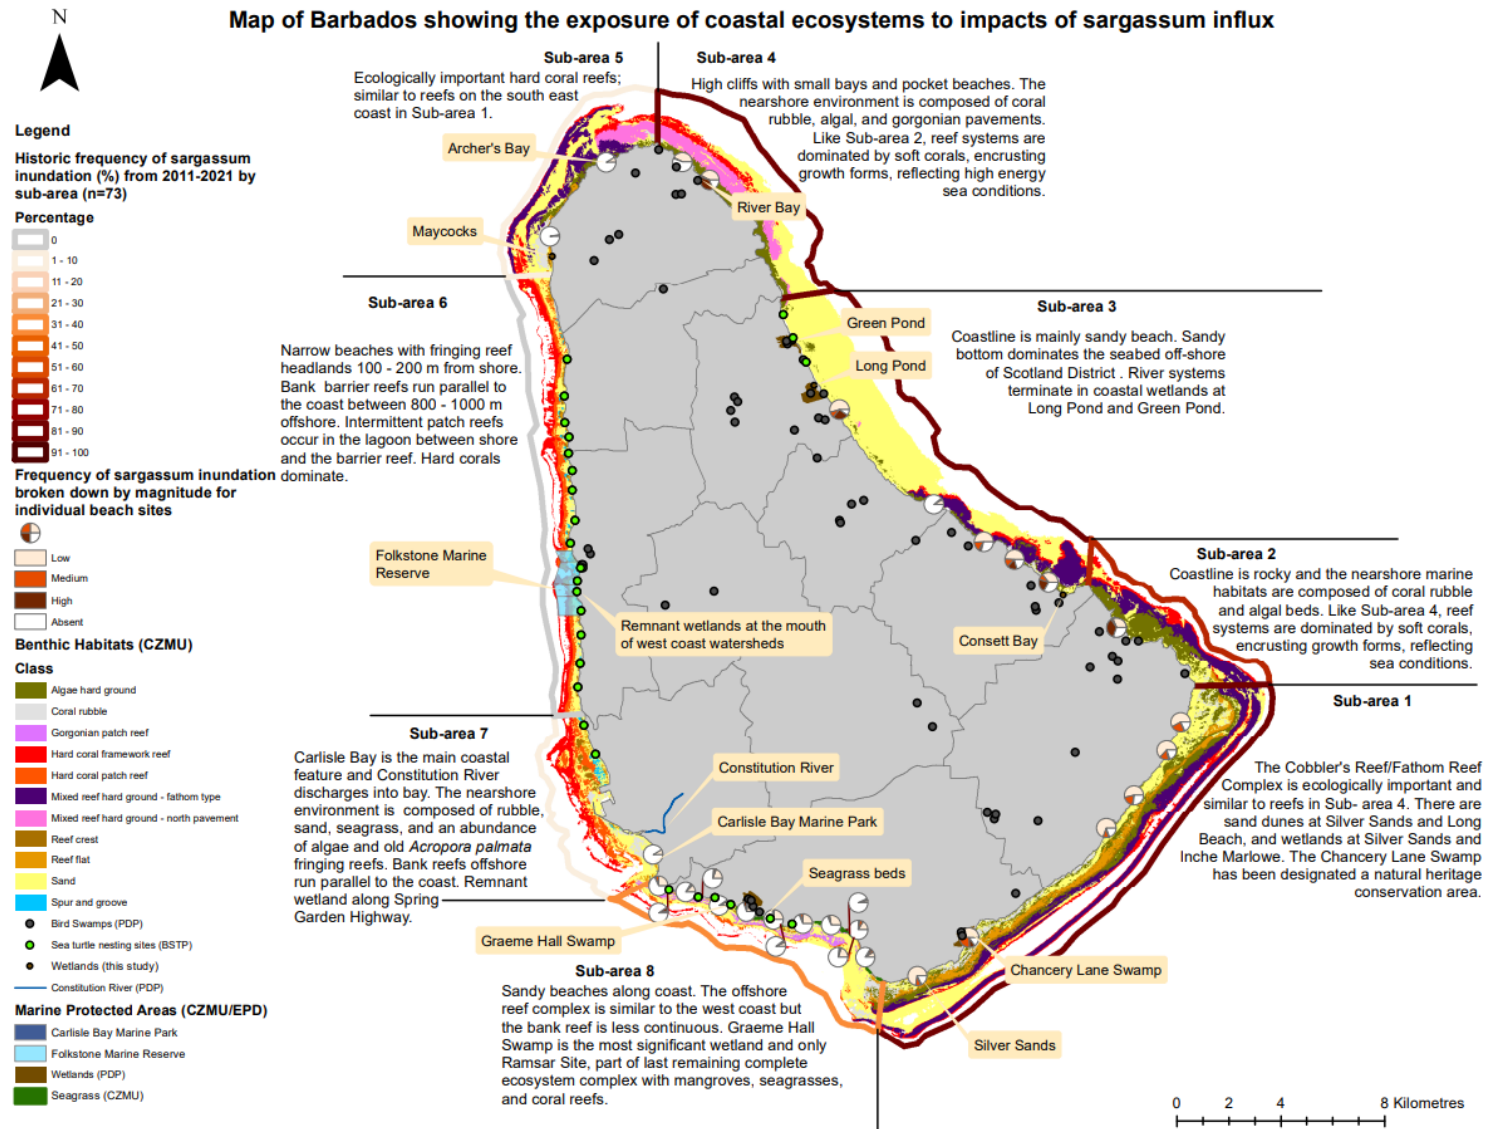 Map of Barbados showing the exposure of coastal ecosystems to impacts of sargassum influx
N
Legend
Historic frequency of sargassum
inundation (%) from 2011-2021 by
sub-area (n=73)
Percentage
0
1 - 10
11 - 20
21 - 30
31 - 40
41 - 50
51 - 60
61 - 70
71 - 80
81 - 90
91 - 100
Frequency of sargassum inundation
broken down by magnitude for
individual beach sites
Low
Medium
High
Absent
Benthic Habitats (CZMU)
Class
Algae hard ground
Coral rubble
Gorgonian patch reef
Hard coral framework reef
Hard coral patch reef
Mixed reef hard ground - fathom type
Mixed reef hard ground - north pavement
Reef crest
Reef flat
Sand
Spur and groove
Bird Swamps (PDP)
Sea turtle nesting sites (BSTP)
Wetlands (this study)
Constitution River (PDP)
Marine Protected Areas (CZMU/EPD)
Carlisle Bay Marine Park
Folkstone Marine Reserve
Wetlands (PDP)
Seagrass (CZMU)
Sub-area 5
Ecologically important hard coral reefs;
similar to reefs on the south east
coast in Sub-area 1.
Archer's Bay
Maycocks
Sub-area 4
High cliffs with small bays and pocket beaches. The
nearshore environment is composed of coral
rubble, algal, and gorgonian pavements.
Like Sub-area 2, reef systems are
dominated by soft corals, encrusting
growth forms, reflecting high energy
sea conditions.
River Bay
Sub-area 6
Narrow beaches with fringing reef
headlands 100 - 200 m from shore.
Bank barrier reefs run parallel to
the coast between 800 - 1000 m
offshore. Intermittent patch reefs
occur in the lagoon between shore
and the barrier reef. Hard corals
dominate.
Sub-area 3
Coastline is mainly sandy beach. Sandy
bottom dominates the seabed off-shore
of Scotland District . River systems
terminate in coastal wetlands at
Long Pond and Green Pond.
Green Pond
Long Pond
Folkstone Marine
Reserve
Remnant wetlands at the mouth
of west coast watersheds
Consett Bay
Sub-area 2
Coastline is rocky and the nearshore marine
habitats are composed of coral rubble
and algal beds. Like Sub-area 4, reef
systems are dominated by soft corals,
encrusting growth forms, reflecting
sea conditions.
Sub-area 1
The Cobbler's Reef/Fathom Reef
Complex is ecologically important and
similar to reefs in Sub- area 4. There are
sand dunes at Silver Sands and Long
Beach, and wetlands at Silver Sands and
Inche Marlowe. The Chancery Lane Swamp
has been designated a natural heritage
conservation area.
Sub-area 7
Carlisle Bay is the main coastal
feature and Constitution River
discharges into bay. The nearshore
environment is composed of rubble,
sand, seagrass, and an abundance
of algae and old Acropora palmata
fringing reefs. Bank reefs offshore
run parallel to the coast. Remnant
wetland along Spring
Garden Highway.
Constitution River
Carlisle Bay Marine Park
Seagrass beds
Graeme Hall Swamp
Chancery Lane Swamp
Silver Sands
Sub-area 8
Sandy beaches along coast. The offshore
reef complex is similar to the west coast but
the bank reef is less continuous. Graeme Hall
Swamp is the most significant wetland and only
Ramsar Site, part of last remaining complete
ecosystem complex with mangroves, seagrasses,
and coral reefs.
0 2 4 8 Kilometres